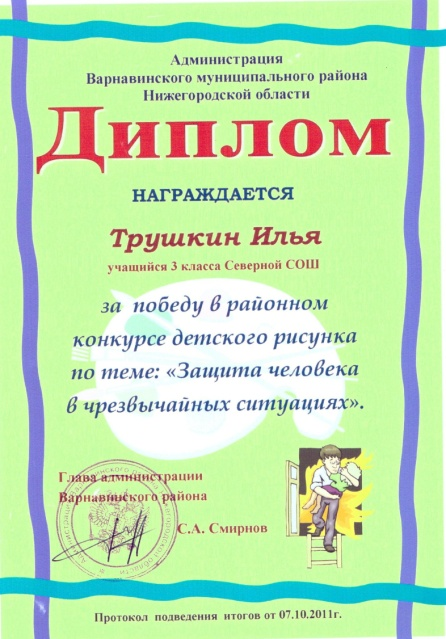 Администрация
Варнавинского муниципального района
Нижегородской области
Диплом
НАГРАЖДАЕТСЯ
Трушкин Илья
учащийся 3 класса Северной СОШ
за победу в районном
конкурсе детского рисунка
по теме: «Защита человека
в чрезвычайных ситуациях».
Глава администрации
Варнавинского района
С.А. Смирнов
Протокол подведения итогов от 07.10.2011г.